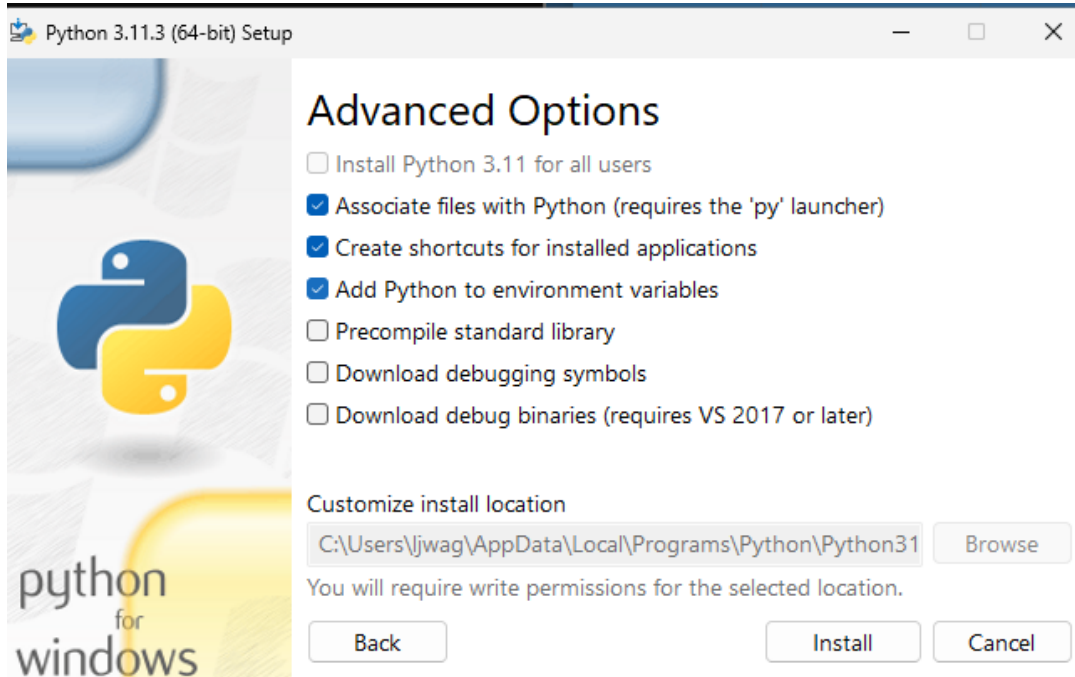 Python 3.11.3 (64-bit) Setup
Advanced Options
Install Python 3.11 for all users
Associate files with Python (requires the 'py' launcher)
Create shortcuts for installed applications
Add Python to environment variables
Precompile standard library
Download debugging symbols
Download debug binaries (requires VS 2017 or later)
Customize install location
C:\Users\ljwag\AppData\Local\Programs\Python\Python31
Browse
You will require write permissions for the selected location.
Back
Install
Cancel
python
for
windows